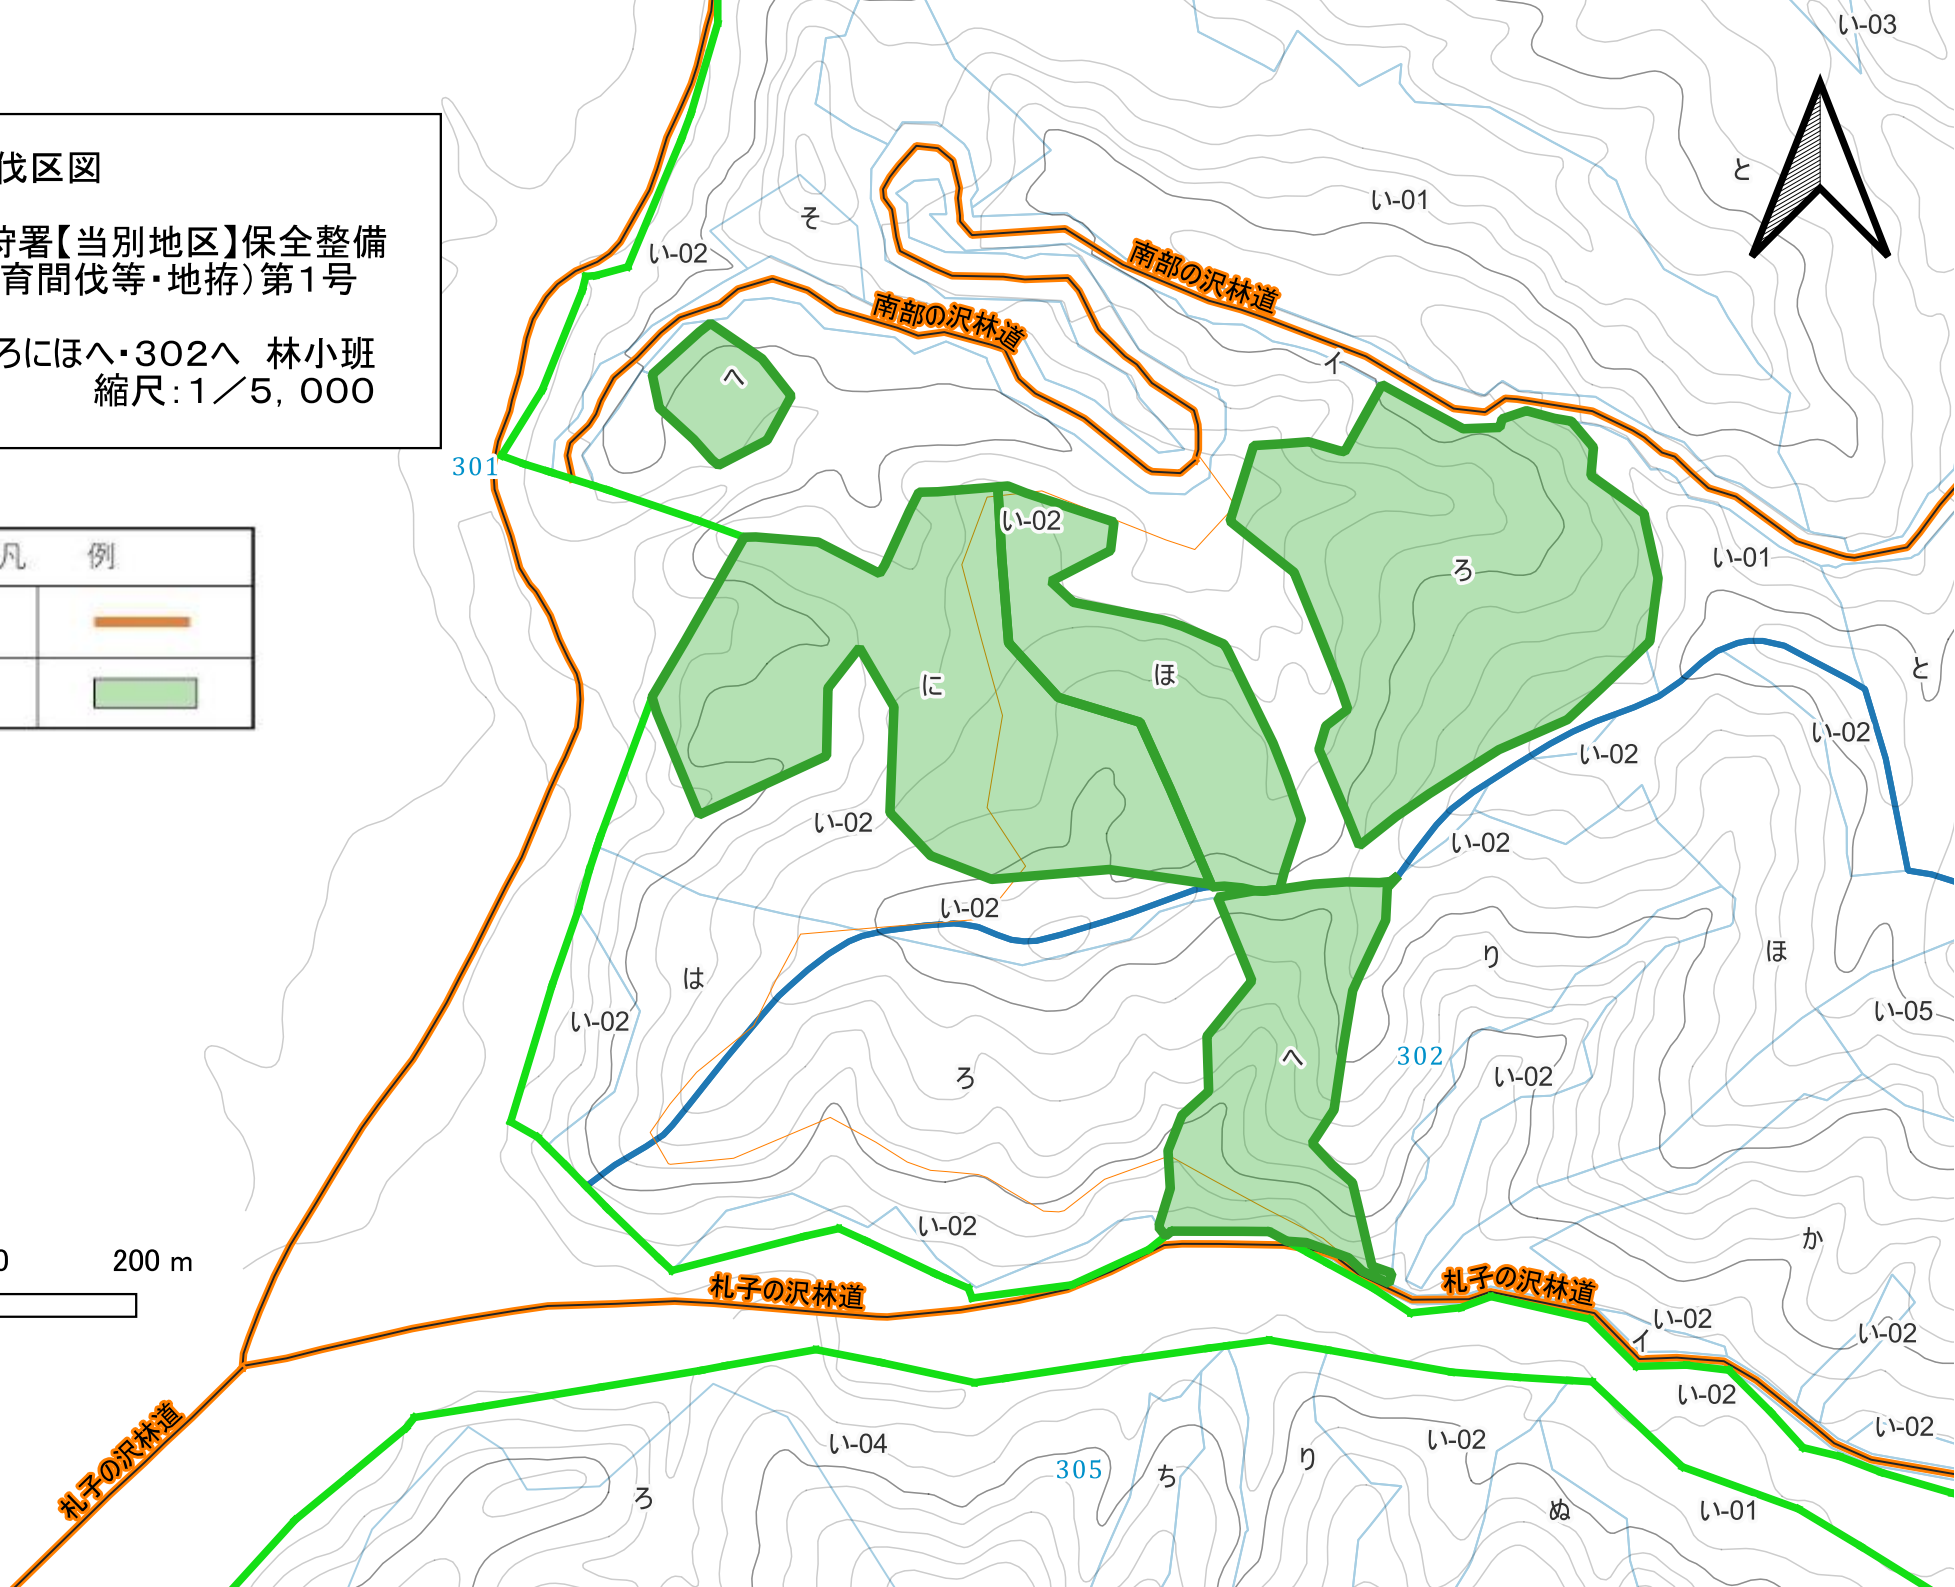 伐区図
狩署【当別地区】保全整備
育間伐等・地拵）第１号
ろにほへ・３０２へ　林小班
縮尺：１／５，０００
凡　例
0
200 m
い-03
と
そ
い-01
い-02
南部の沢林道
南部の沢林道
イ
へ
301
い-02
ろ
い-01
と
ほ
に
い-02
い-02
い-02
い-02
い-02
り
ほ
は
い-05
い-02
302
へ
い-02
ろ
い-02
か
札子の沢林道
札子の沢林道
い-02
イ
い-02
い-02
い-02
札子の沢林道
い-04
い-02
305
ち
り
ろ
ぬ
い-01